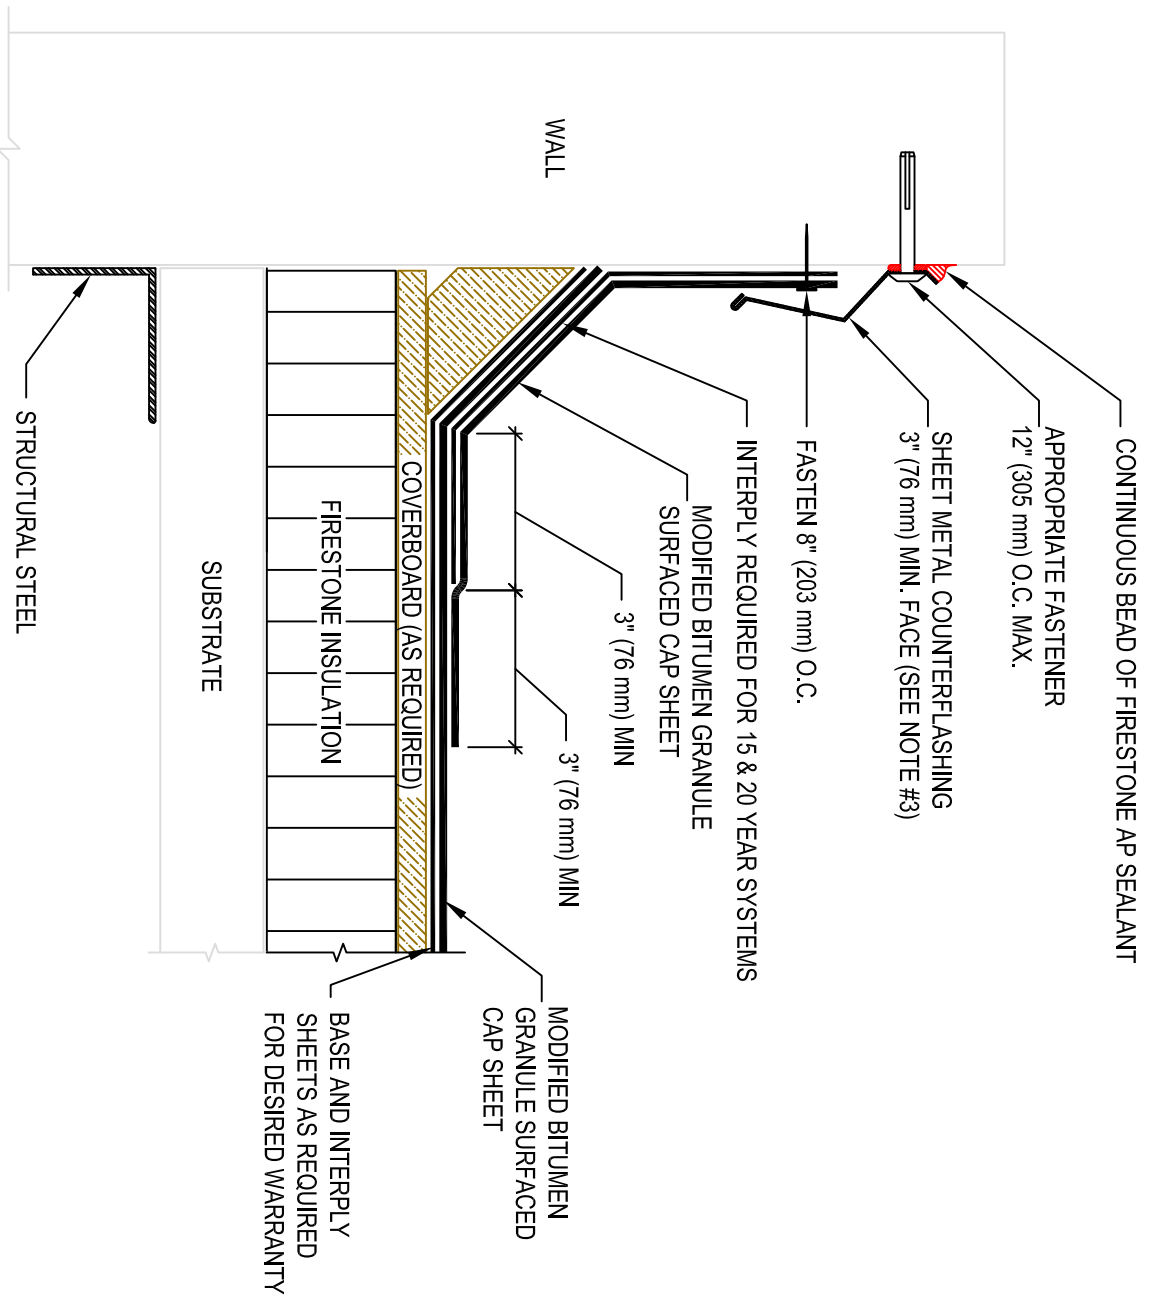 CONTINUOUS BEAD OF FIRESTONE AP SEALANT
APPROPRIATE FASTENER
12" (305 mm) O.C. MAX.
SHEET METAL COUNTERFLASHING
3" (76 mm) MIN. FACE (SEE NOTE #3)
FASTEN 8" (203 mm) O.C.
INTERPLY REQUIRED FOR 15 & 20 YEAR SYSTEMS
MODIFIED BITUMEN GRANULE
SURFACED CAP SHEET
3" (76 mm) MIN
3" (76 mm) MIN
WALL
MODIFIED BITUMEN
GRANULE SURFACED
CAP SHEET
COVERBOARD (AS REQUIRED)
FIRESTONE INSULATION
BASE AND INTERPLY
SHEETS AS REQUIRED
FOR DESIRED WARRANTY
SUBSTRATE
STRUCTURAL STEEL